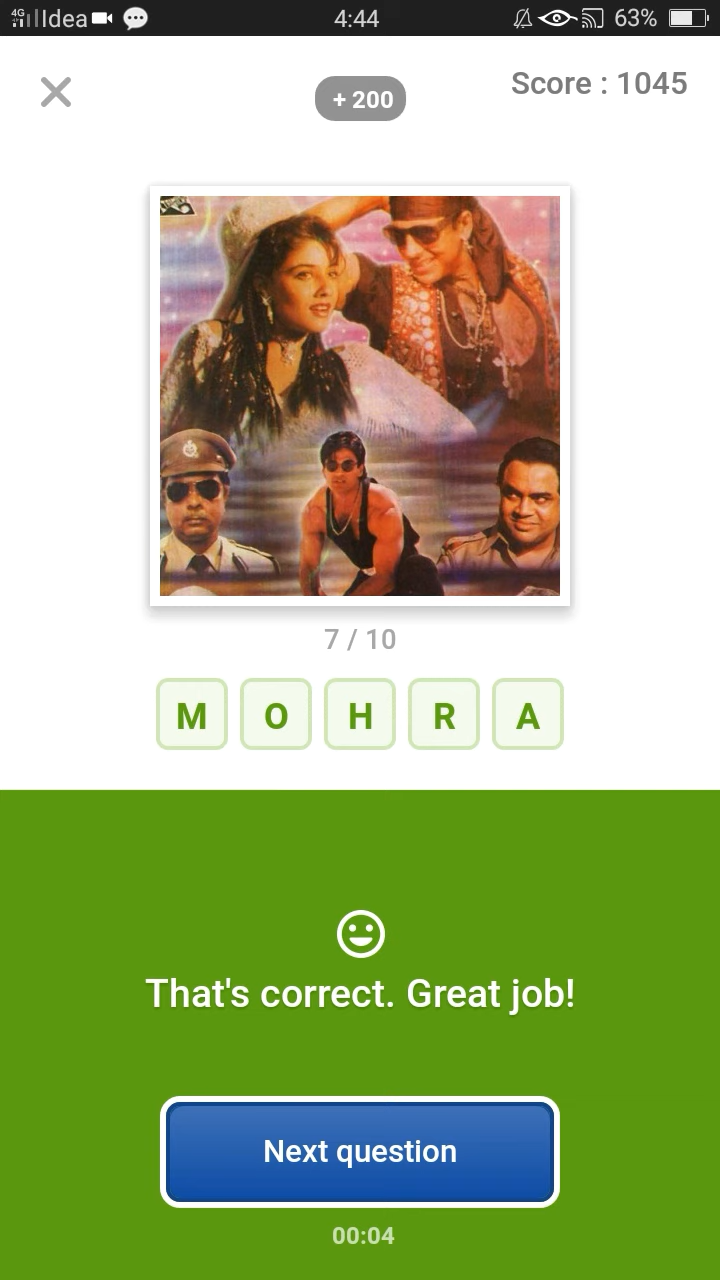 4G Idea 4:44 63%
+ 200
Score : 1045
7 / 10
M O H R A
That's correct. Great job!
Next question
00:04